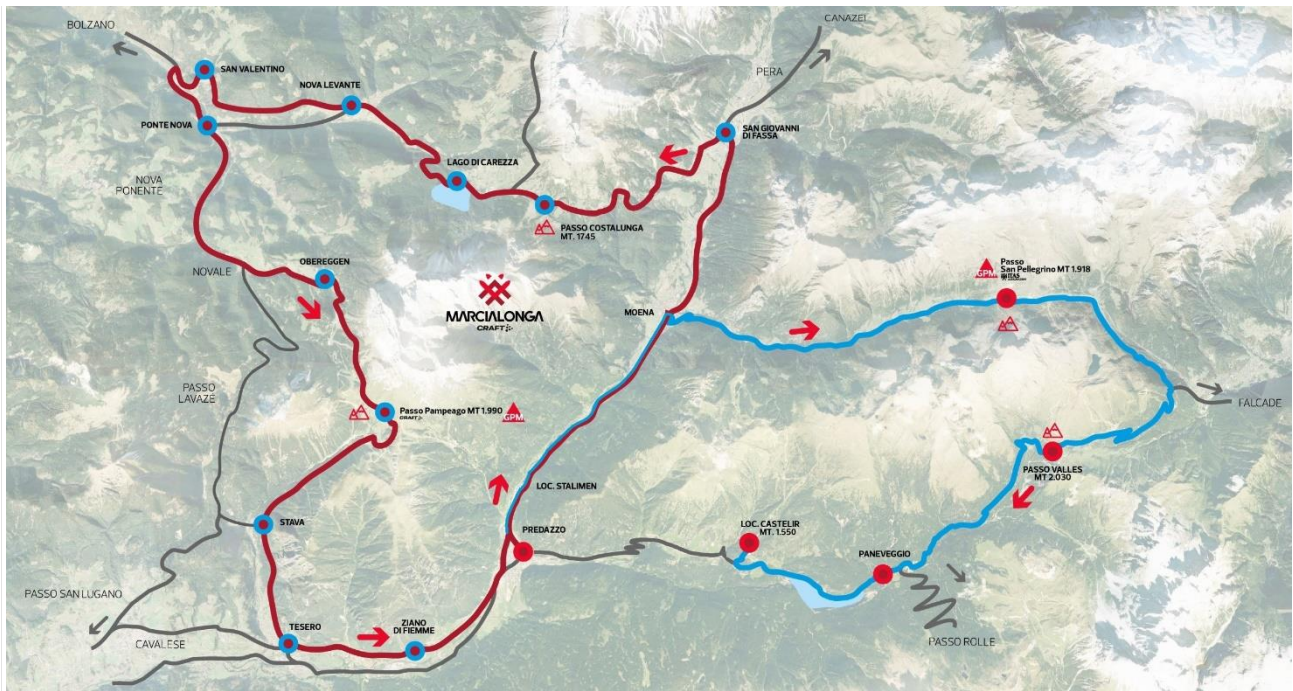 BOLZANO
CANAZEI
SAN VALENTINO
PERA
NOVA LEVANTE
PONTE NOVA
SAN GIOVANNI
DI FASSA
LAGO DI CAREZZA
NOVA
PONENTE
PASSO COSTALUNGA
MT. 1745
OBEREGGEN
NOVALE
MARCIALONGA
CRAFT
MOENA
GPM
Passo
San Pellegrino MT 1.918
ITAS
PASSO
LAVAZE
FALCADE
Passo Pampeago MT 1.990
CRAFT
GPM
PASSO VALLES
MT 2.030
LOC. STALIMEN
STAVA
PREDAZZO
LOC. CASTELIR
MT. 1.550
PANEVEGGIO
PASSO SAN LUGANO
TESERO
ZIANO
DI FIEMME
CAVALESE
PASSO ROLLE